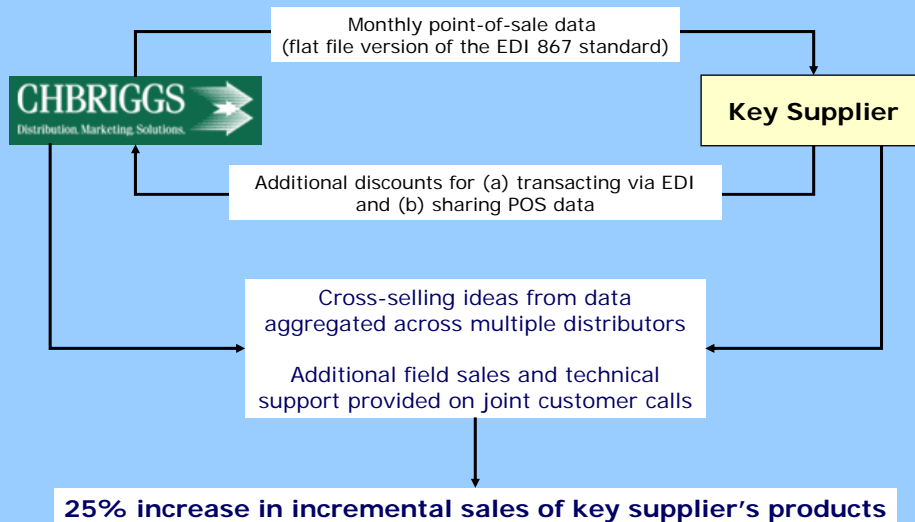 Monthly point-of-sale data
(flat file version of the EDI 867 standard)
CHBRIGGS
Distribution. Marketing. Solutions.
Key Supplier
Additional discounts for (a) transacting via EDI
and (b) sharing POS data
Cross-selling ideas from data
aggregated across multiple distributors
Additional field sales and technical
support provided on joint customer calls
25% increase in incremental sales of key supplier's products